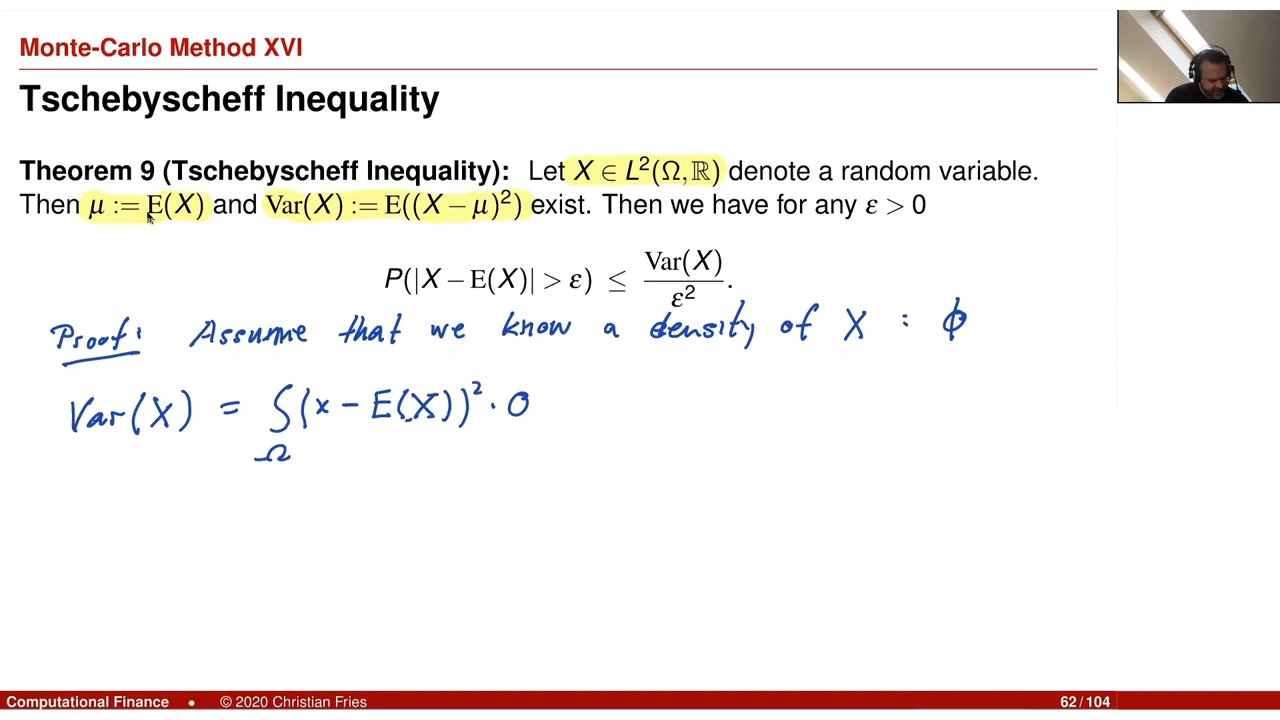 Monte-Carlo Method XVI
Tschebyscheff Inequality
Theorem 9 (Tschebyscheff Inequality): Let X ∈ L²(Ω,ℝ) denote a random variable.
Then μ := E(X) and Var(X) := E((X − μ)²) exist. Then we have for any ε > 0
P(|X − E(X)| > ε) ≤ Var(X)/ε².
Proof: Assume that we know a density of X : ϕ
Var(X) = ∫_Ω (x − E(X))² · O
Computational Finance • © 2020 Christian Fries 62 / 104